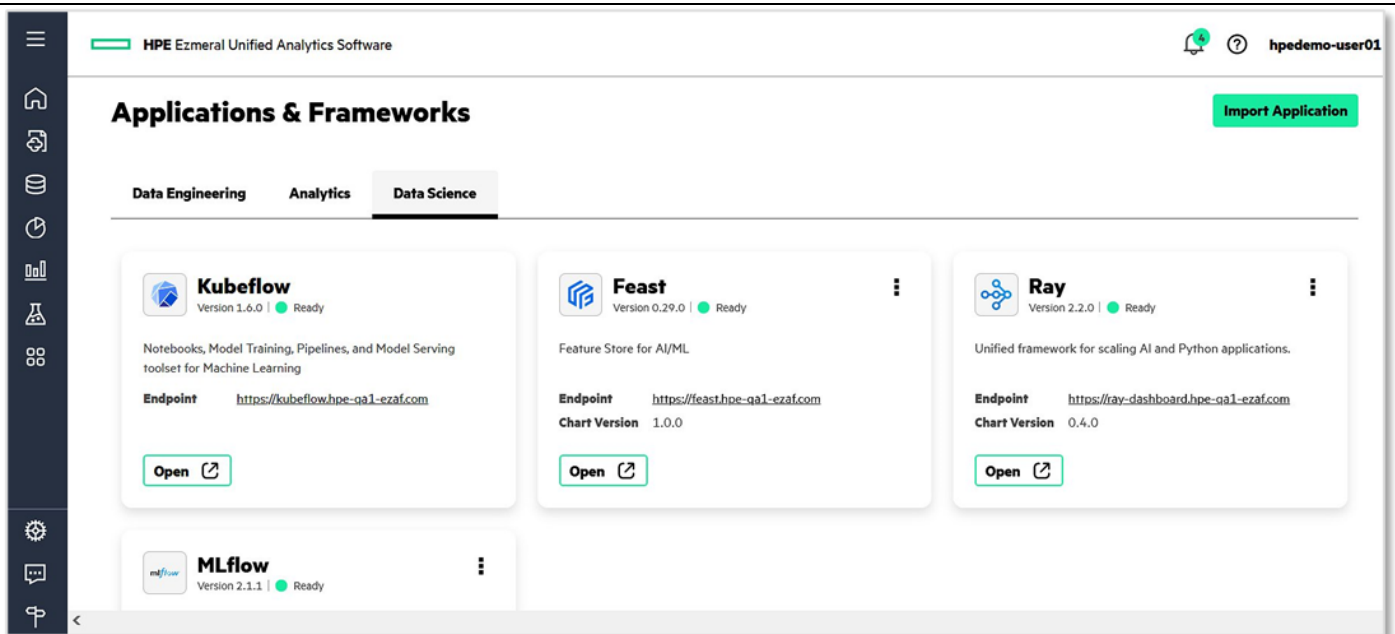 HPE Ezmeral Unified Analytics Software
4
hpedemo-user01
Applications & Frameworks
Import Application
Data Engineering Analytics Data Science
Kubeflow
Version 1.6.0 | Ready
Notebooks, Model Training, Pipelines, and Model Serving
toolset for Machine Learning
Endpoint https://kubeflow.hpe-qa1-ezaf.com
Open
Feast
Version 0.29.0 | Ready
Feature Store for AI/ML
Endpoint https://feast.hpe-qa1-ezaf.com
Chart Version 1.0.0
Open
Ray
Version 2.2.0 | Ready
Unified framework for scaling AI and Python applications.
Endpoint https://ray-dashboard.hpe-qa1-ezaf.com
Chart Version 0.4.0
Open
mlflow
MLflow
Version 2.1.1 | Ready